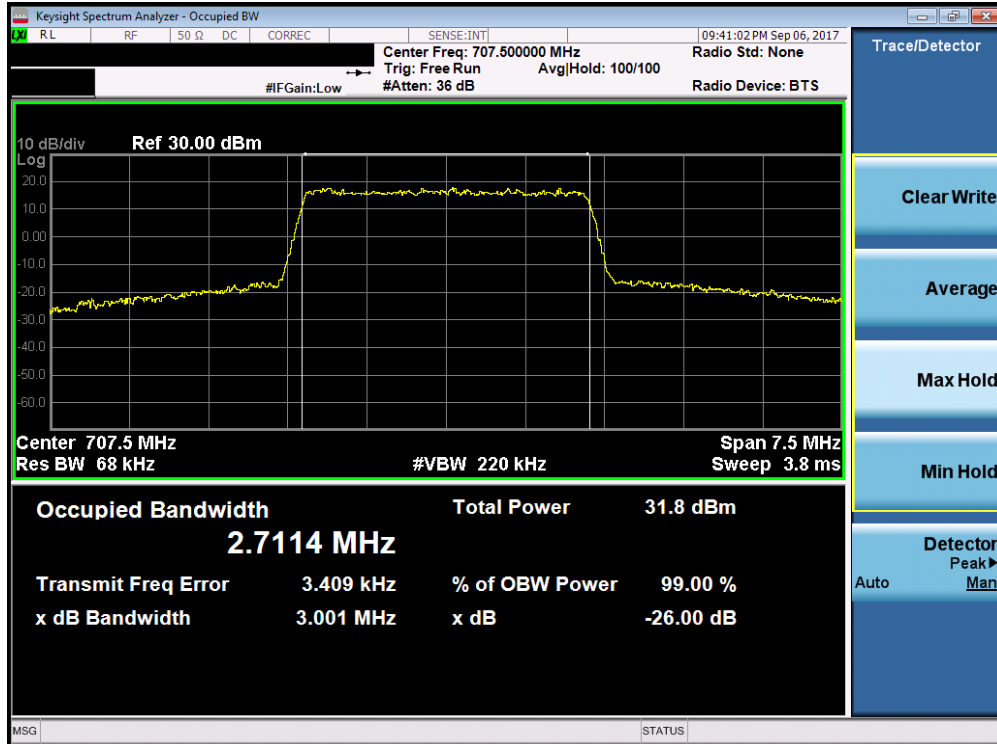 Keysight Spectrum Analyzer - Occupied BW
LXI RL RF 50 Ω DC CORREC SENSE:INT 09:41:02 PM Sep 06, 2017
Center Freq: 707.500000 MHz Radio Std: None
Trig: Free Run Avg|Hold: 100/100
#IFGain:Low #Atten: 36 dB Radio Device: BTS
10 dB/div Ref 30.00 dBm
Log
20.0
10.0
0.00
-10.0
-20.0
-30.0
-40.0
-50.0
-60.0
Center 707.5 MHz Span 7.5 MHz
Res BW 68 kHz #VBW 220 kHz Sweep 3.8 ms
Occupied Bandwidth Total Power 31.8 dBm
2.7114 MHz
Transmit Freq Error 3.409 kHz % of OBW Power 99.00 %
x dB Bandwidth 3.001 MHz x dB -26.00 dB
MSG STATUS
Trace/Detector
Clear Write
Average
Max Hold
Min Hold
Detector
Peak▶
Auto Man